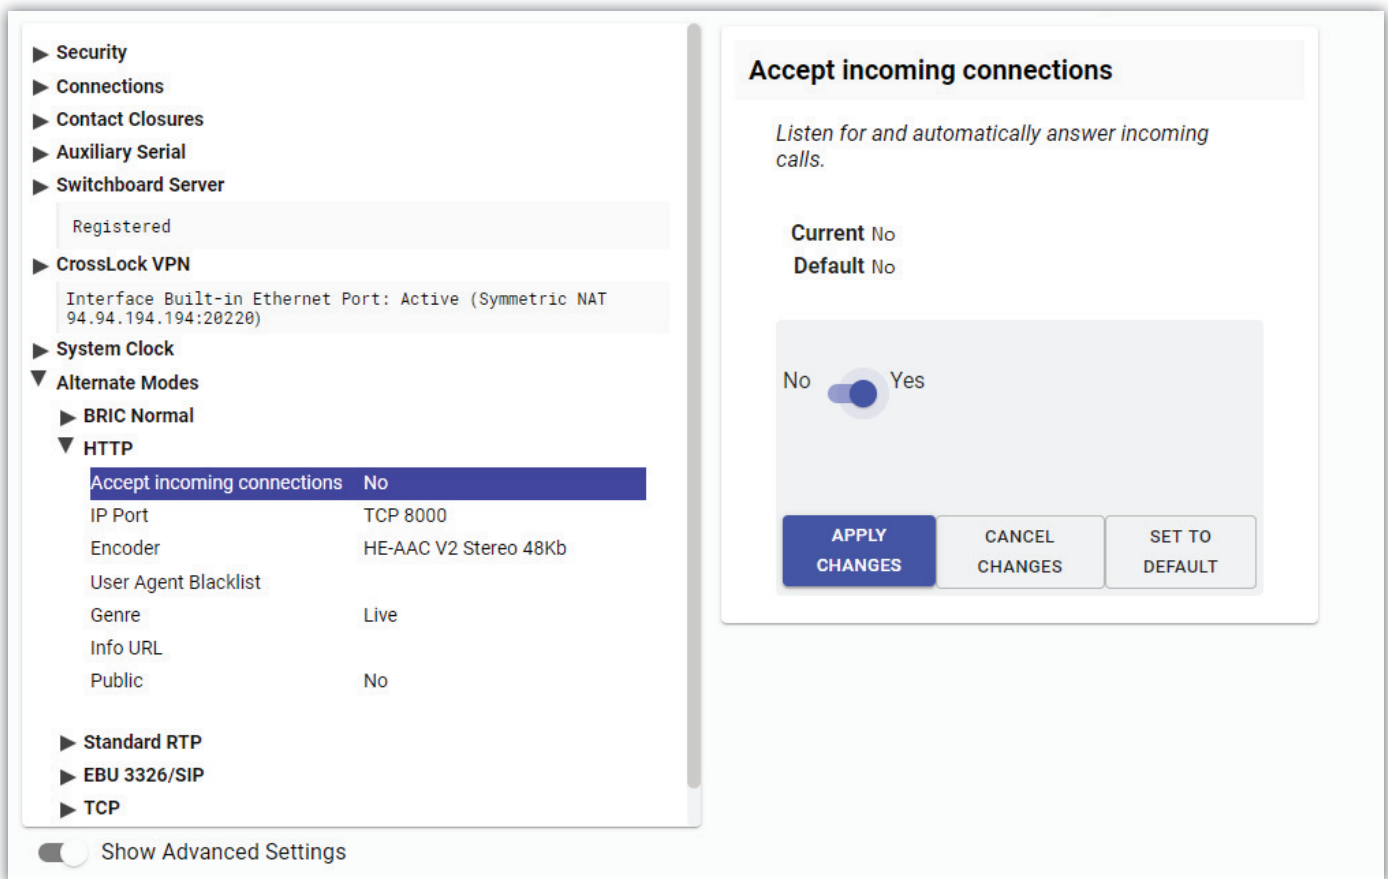 Security
Connections
Contact Closures
Auxiliary Serial
Switchboard Server
Registered
CrossLock VPN
Interface Built-in Ethernet Port: Active (Symmetric NAT
94.94.194.194:20220)
System Clock
Alternate Modes
BRIC Normal
HTTP
Accept incoming connections No
IP Port TCP 8000
Encoder HE-AAC V2 Stereo 48Kb
User Agent Blacklist
Genre Live
Info URL
Public No
Standard RTP
EBU 3326/SIP
TCP
Show Advanced Settings
Accept incoming connections
Listen for and automatically answer incoming
calls.
Current No
Default No
No Yes
APPLY
CHANGES
CANCEL
CHANGES
SET TO
DEFAULT